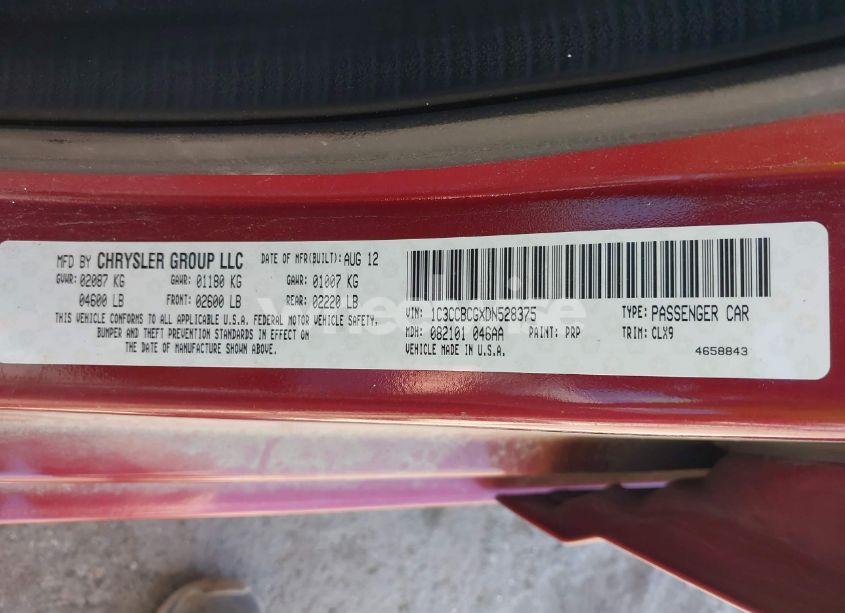 MFD BY CHRYSLER GROUP LLC DATE OF MFR(BUILT): AUG 12
GVWR: 02087 KG GAWR: 01180 KG GAWR: 01007 KG
04600 LB FRONT: 02600 LB REAR: 02220 LB
THIS VEHICLE CONFORMS TO ALL APPLICABLE U.S.A. FEDERAL MOTOR VEHICLE SAFETY,
BUMPER AND THEFT PREVENTION STANDARDS IN EFFECT ON
THE DATE OF MANUFACTURE SHOWN ABOVE.
VIN: 1C3CCBCGXDN528375 TYPE: PASSENGER CAR
MDH: 082101 046AA PAINT: PRP TRIM: CLX9
VEHICLE MADE IN U.S.A. 4658843